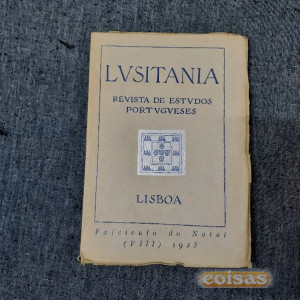 LVSITANIA
REVISTA DE ESTVDOS
PORTVGVESES
LISBOA
Fascículo do Natal
(VIII) 1925
coisas